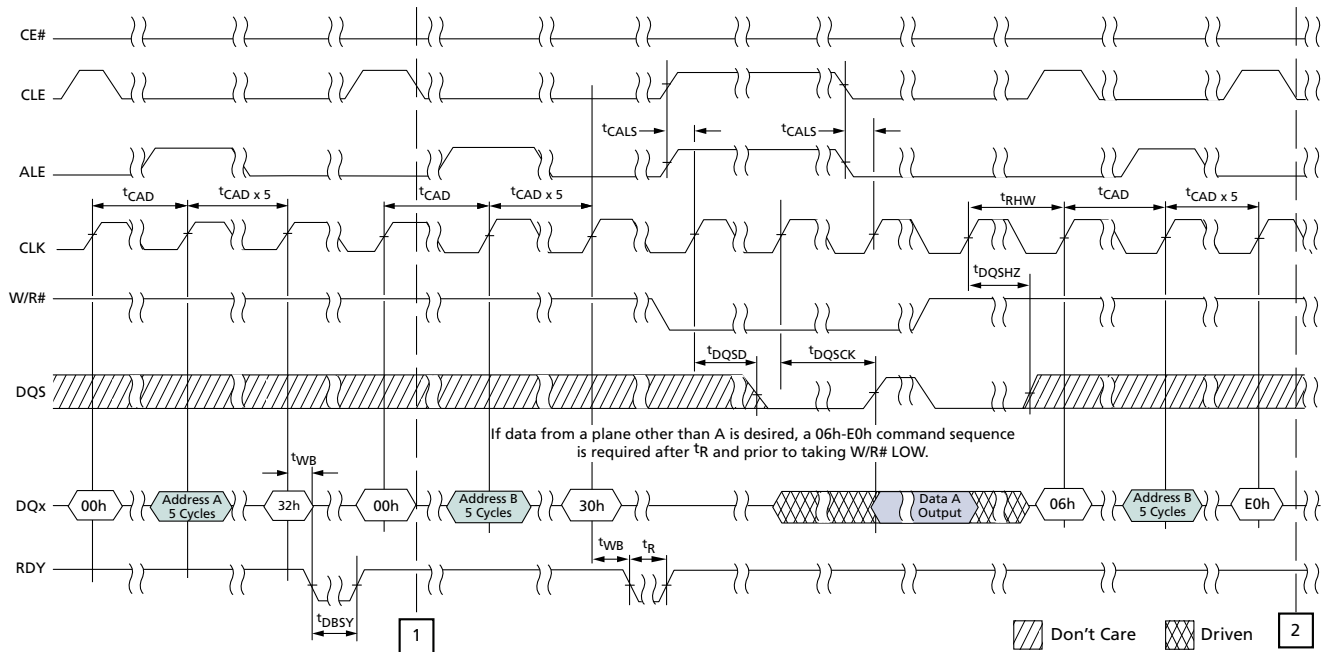 CE#
CLE
tCALS
tCALS
ALE
tCAD
tCAD x 5
tCAD
tCAD x 5
tRHW
tCAD
tCAD x 5
CLK
tDQSHZ
W/R#
tDQSD
tDQSCK
DQS
If data from a plane other than A is desired, a 06h-E0h command sequence
is required after tR and prior to taking W/R# LOW.
tWB
DQx
00h
Address A
5 Cycles
32h
00h
Address B
5 Cycles
30h
Data A
Output
06h
Address B
5 Cycles
E0h
tWB
tR
RDY
tDBSY
1
Don't Care
Driven
2